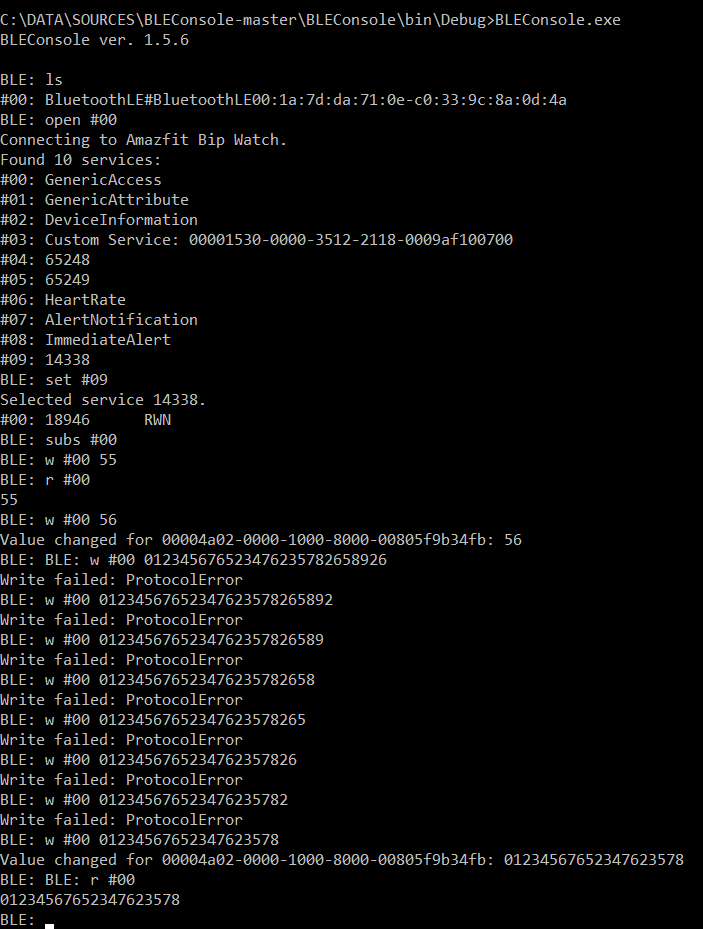 C:\DATA\SOURCES\BLEConsole-master\BLEConsole\bin\Debug>BLEConsole.exe
BLEConsole ver. 1.5.6
BLE: ls
#00: BluetoothLE#BluetoothLE00:1a:7d:da:71:0e-c0:33:9c:8a:0d:4a
BLE: open #00
Connecting to Amazfit Bip Watch.
Found 10 services:
#00: GenericAccess
#01: GenericAttribute
#02: DeviceInformation
#03: Custom Service: 00001530-0000-3512-2118-0009af100700
#04: 65248
#05: 65249
#06: HeartRate
#07: AlertNotification
#08: ImmediateAlert
#09: 14338
BLE: set #09
Selected service 14338.
#00: 18946      RWN
BLE: subs #00
BLE: w #00 55
BLE: r #00
55
BLE: w #00 56
Value changed for 00004a02-0000-1000-8000-00805f9b34fb: 56
BLE: BLE: w #00 012345676523476235782658926
Write failed: ProtocolError
BLE: w #00 01234567652347623578265892
Write failed: ProtocolError
BLE: w #00 0123456765234762357826589
Write failed: ProtocolError
BLE: w #00 012345676523476235782658
Write failed: ProtocolError
BLE: w #00 01234567652347623578265
Write failed: ProtocolError
BLE: w #00 0123456765234762357826
Write failed: ProtocolError
BLE: w #00 012345676523476235782
Write failed: ProtocolError
BLE: w #00 01234567652347623578
Value changed for 00004a02-0000-1000-8000-00805f9b34fb: 01234567652347623578
BLE: BLE: r #00
01234567652347623578
BLE: